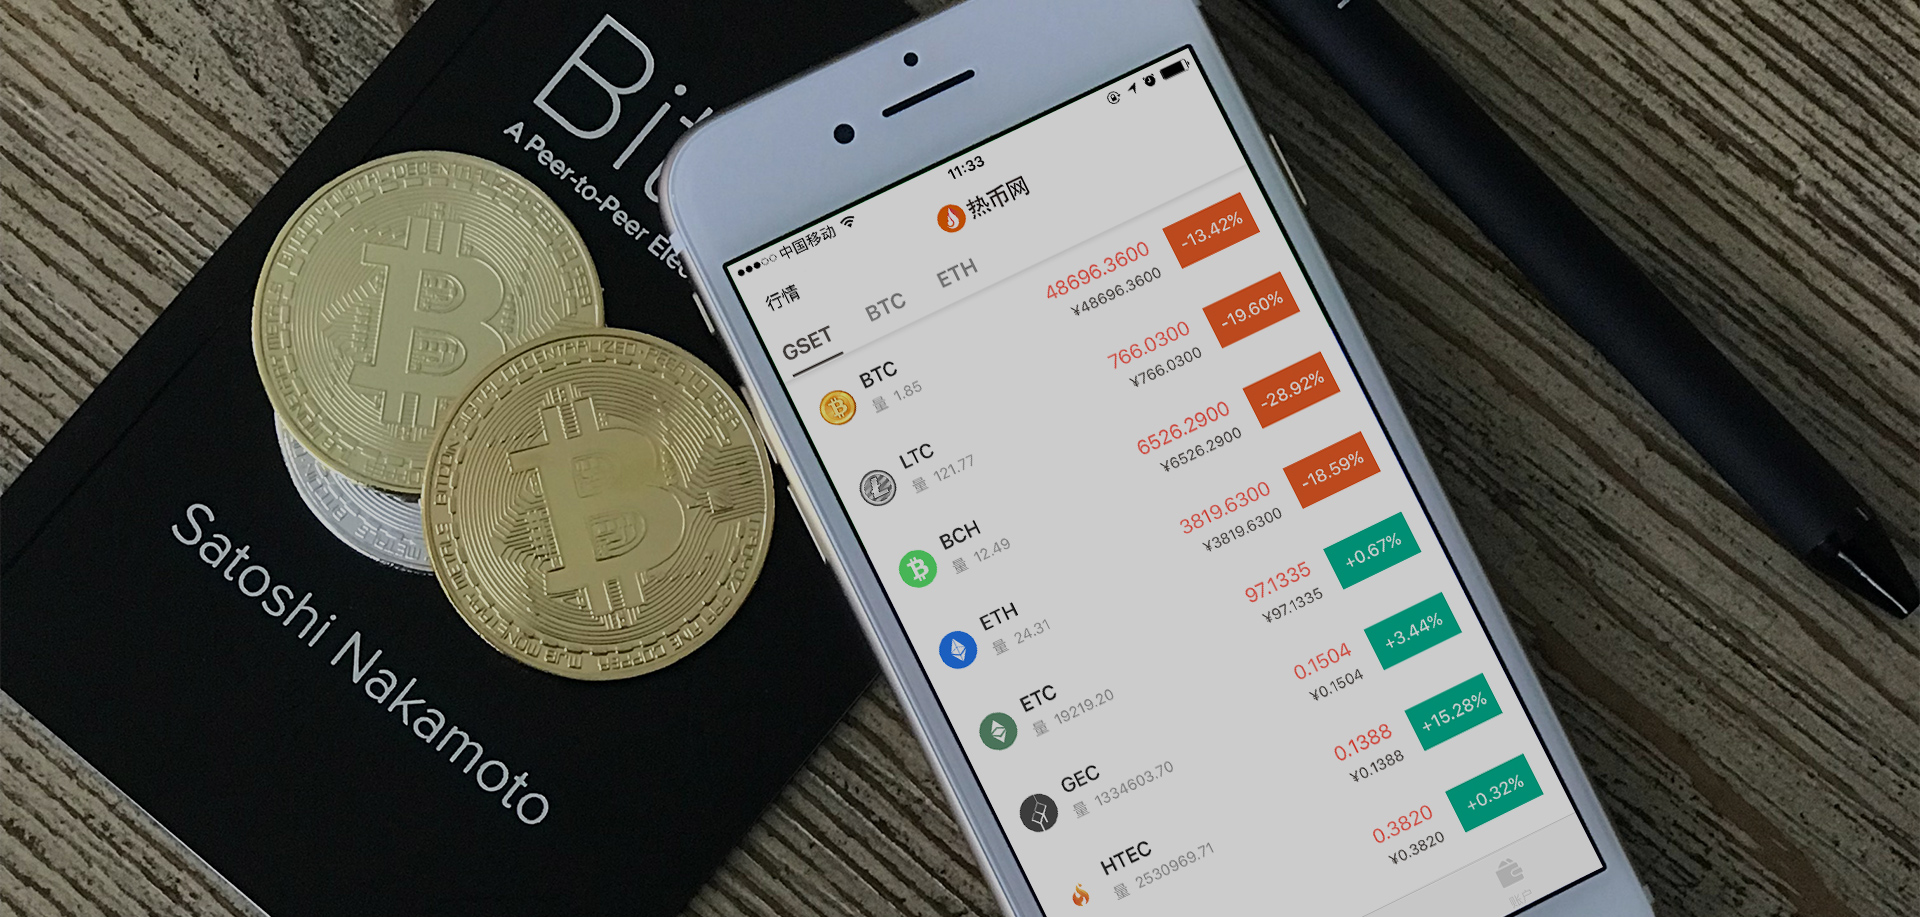 Bit
A Peer-to-Peer Elec
Satoshi Nakamoto
中国移动
11:33
行情
热币网
GSET BTC ETH
BTC
量 1.85
48696.3600
¥48696.3600
-13.42%
LTC
量 121.77
766.0300
¥766.0300
-19.60%
BCH
量 12.49
6526.2900
¥6526.2900
-28.92%
ETH
量 24.31
3819.6300
¥3819.6300
-18.59%
ETC
量 19219.20
97.1335
¥97.1335
+0.67%
GEC
量 1334603.70
0.1504
¥0.1504
+3.44%
HTEC
量 2530969.71
0.1388
¥0.1388
+15.28%
0.3820
¥0.3820
+0.32%
账户